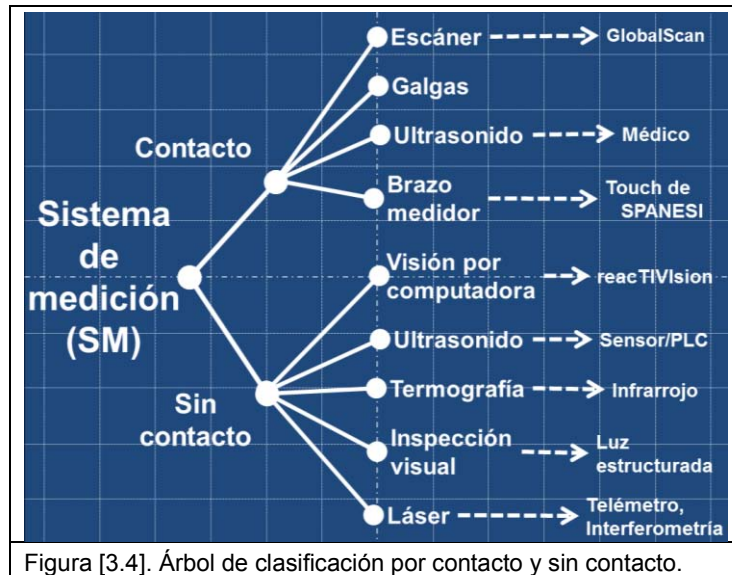 Sistema
de
medición
(SM)
Contacto
Escáner
GlobalScan
Galgas
Ultrasonido
Médico
Brazo
medidor
Touch de
SPANESI
Sin
contacto
Visión por
computadora
reacTIVIsion
Ultrasonido
Sensor/PLC
Termografía
Infrarrojo
Inspección
visual
Luz
estructurada
Láser
Telémetro,
Interferometría
Figura [3.4]. Árbol de clasificación por contacto y sin contacto.